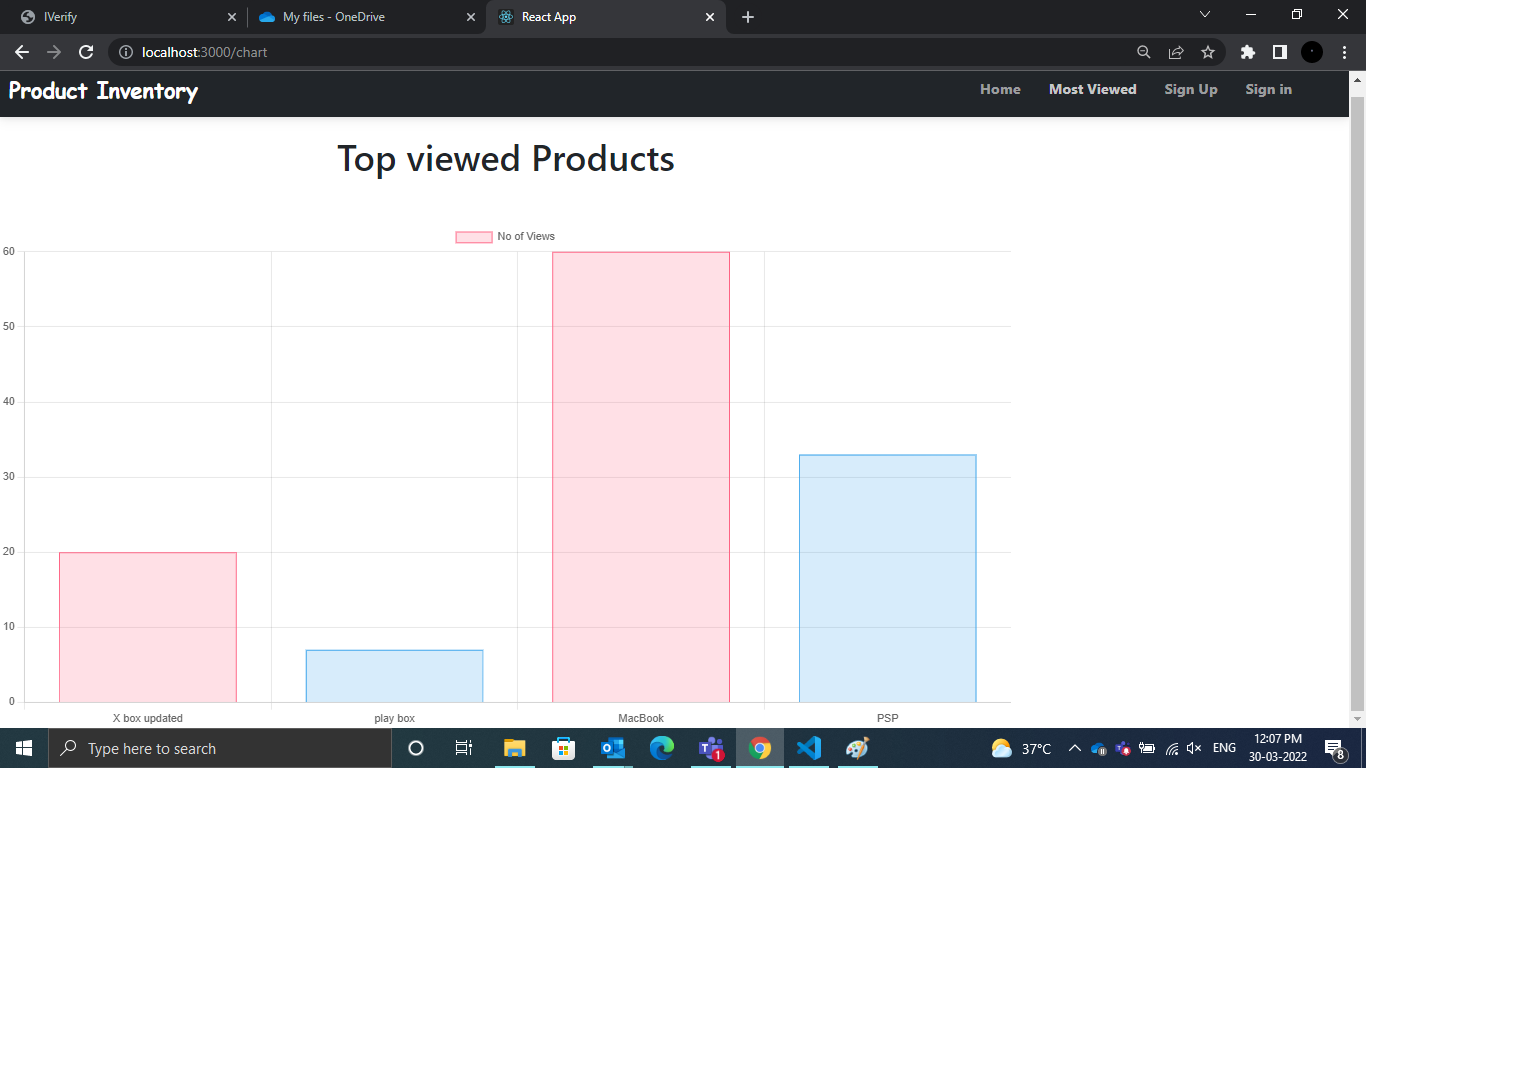 IVerify
My files - OneDrive
React App
localhost:3000/chart
Product Inventory
Home
Most Viewed
Sign Up
Sign in
Top viewed Products
No of Views
60
50
40
30
20
10
0
X box updated
play box
MacBook
PSP
Type here to search
1
37°C
ENG
12:07 PM
30-03-2022
8